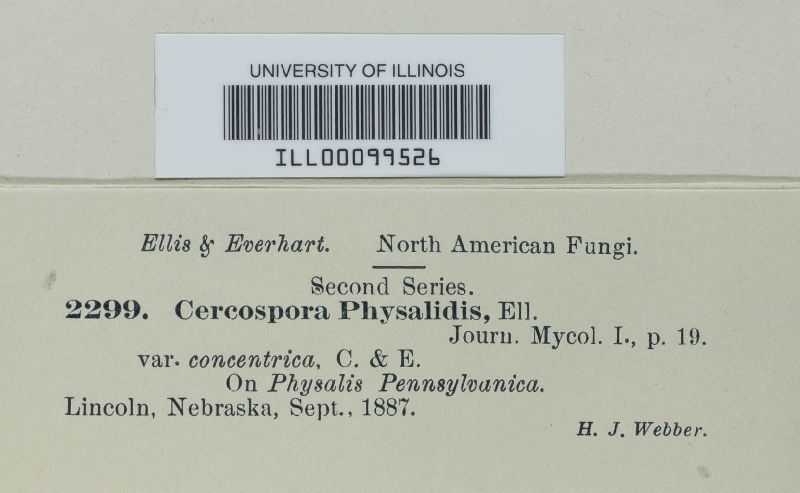 UNIVERSITY OF ILLINOIS
ILL00099526
Ellis & Everhart. North American Fungi.
Second Series.
2299. Cercospora Physalidis, Ell.
Journ. Mycol. I., p. 19.
var. concentrica, C. & E.
On Physalis Pennsylvanica.
Lincoln, Nebraska, Sept., 1887.
H. J. Webber.